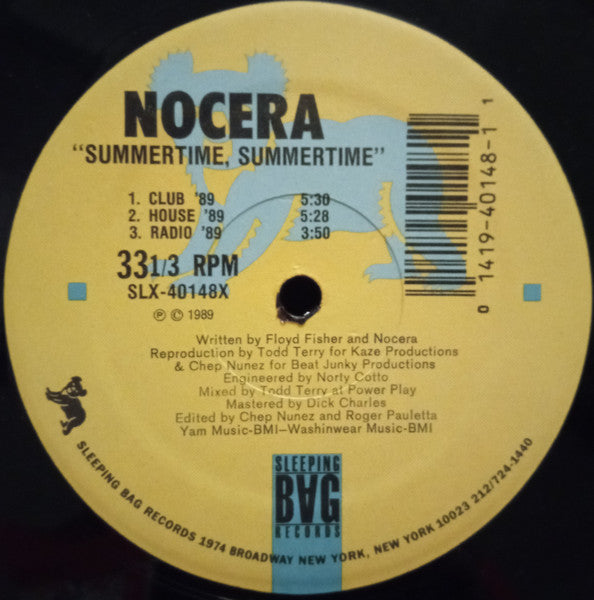 NOCERA
"SUMMERTIME, SUMMERTIME"
1. CLUB '89 5:30
2. HOUSE '89 5:28
3. RADIO '89 3:50
33 1/3 RPM
SLX-40148X
℗ © 1989
0 1419-40148-1 1
Written by Floyd Fisher and Nocera
Reproduction by Todd Terry for Kaze Productions
& Chep Nunez for Beat Junky Productions
Engineered by Norty Cotto
Mixed by Todd Terry at Power Play
Mastered by Dick Charles
Edited by Chep Nunez and Roger Pauletta
Yam Music-BMI—Washinwear Music-BMI
SLEEPING
BAG
RECORDS
SLEEPING BAG RECORDS 1974 BROADWAY NEW YORK, NEW YORK 10023 212/724-1440